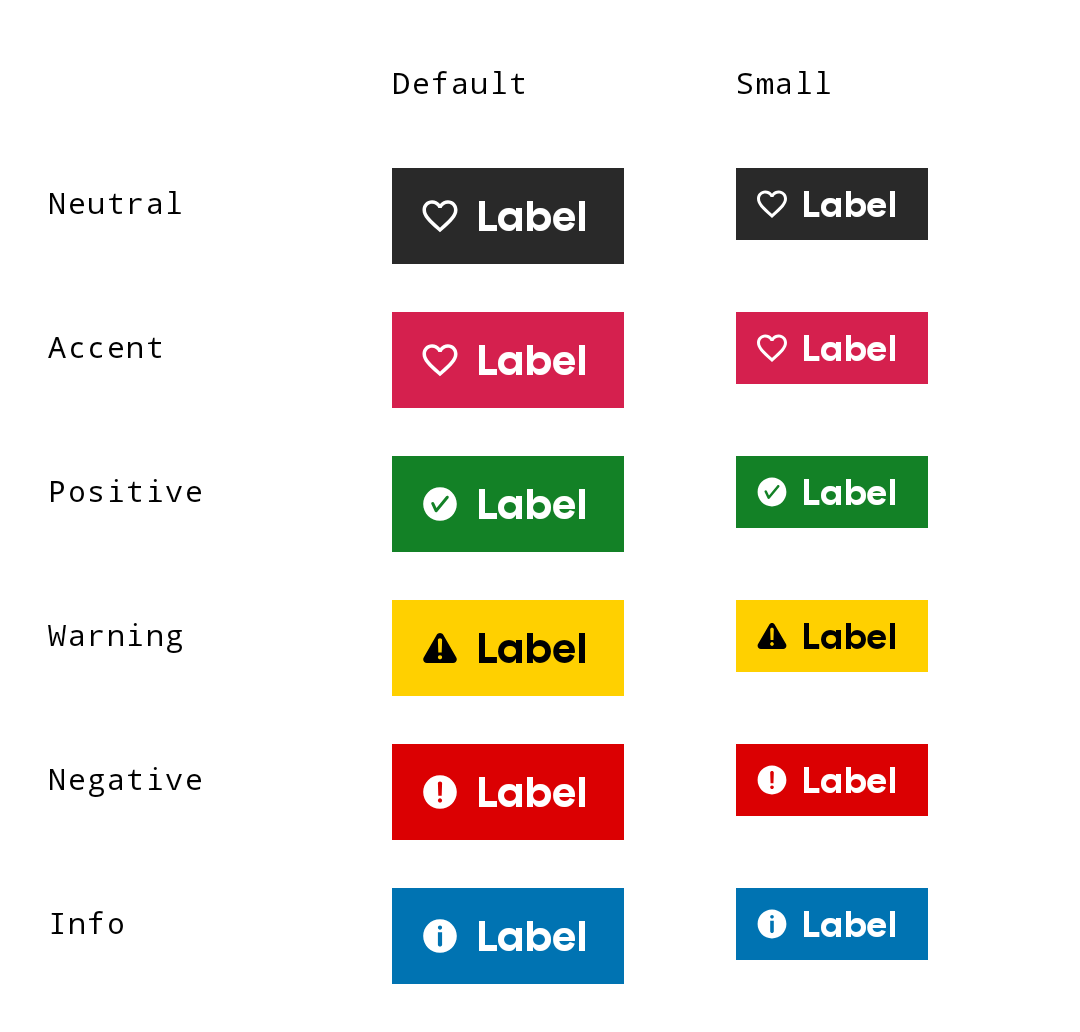 Default Small
Neutral Label Label
Accent Label Label
Positive Label Label
Warning Label Label
Negative Label Label
Info Label Label